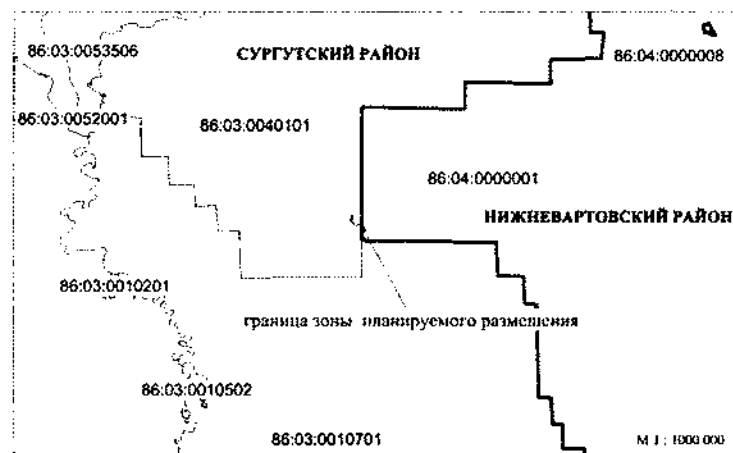 86:03:0053506
СУРГУТСКИЙ РАЙОН
86:04:0000008
86:03:0052001
86:03:0040101
86:04:0000001
НИЖНЕВАРТОВСКИЙ РАЙОН
86:03:0010201
граница зоны планируемого размещения
86:03:0010502
86:03:0010701
М 1 : 1000 000